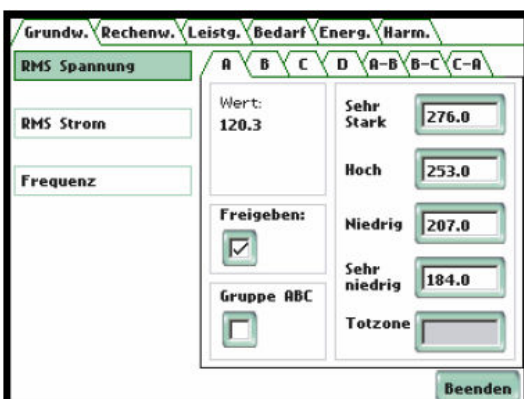 Grundw. Rechenw. Leistg. Bedarf Energ. Harm.
RMS Spannung
RMS Strom
Frequenz
A B C D A-B B-C C-A
Wert:
120.3
Freigeben:
Gruppe ABC
Sehr
Stark 276.0
Hoch 253.0
Niedrig 207.0
Sehr
niedrig 184.0
Totzone
Beenden